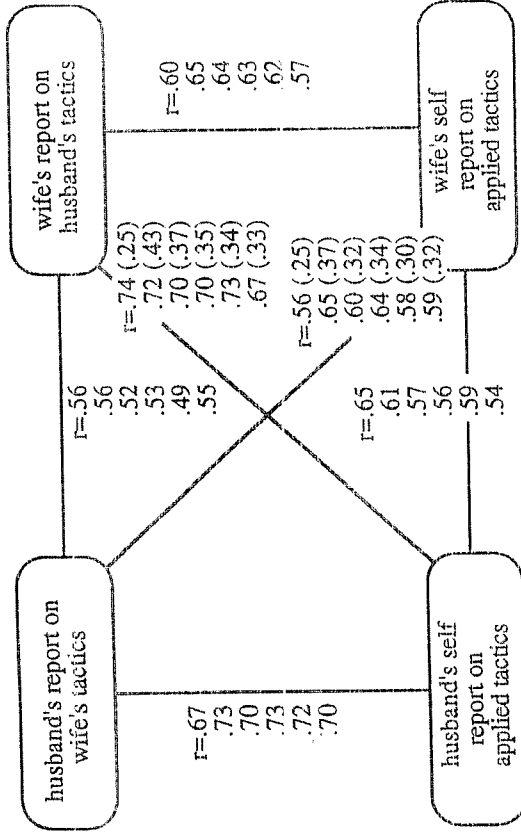 husband's report on
wife's tactics
wife's report on
husband's tactics
r=.56
.56
.52
.53
.49
.55
r=.67
.73
.70
.73
.72
.70
r=.74 (.25)
.72 (.43)
.70 (.37)
.70 (.35)
.73 (.34)
.67 (.33)
r=.60
.65
.64
.63
.62
.57
r=.56 (.25)
.65 (.37)
.60 (.32)
.64 (.34)
.58 (.30)
.59 (.32)
r=.65
.61
.57
.56
.59
.54
husband's self
report on
applied tactics
wife's self
report on
applied tactics